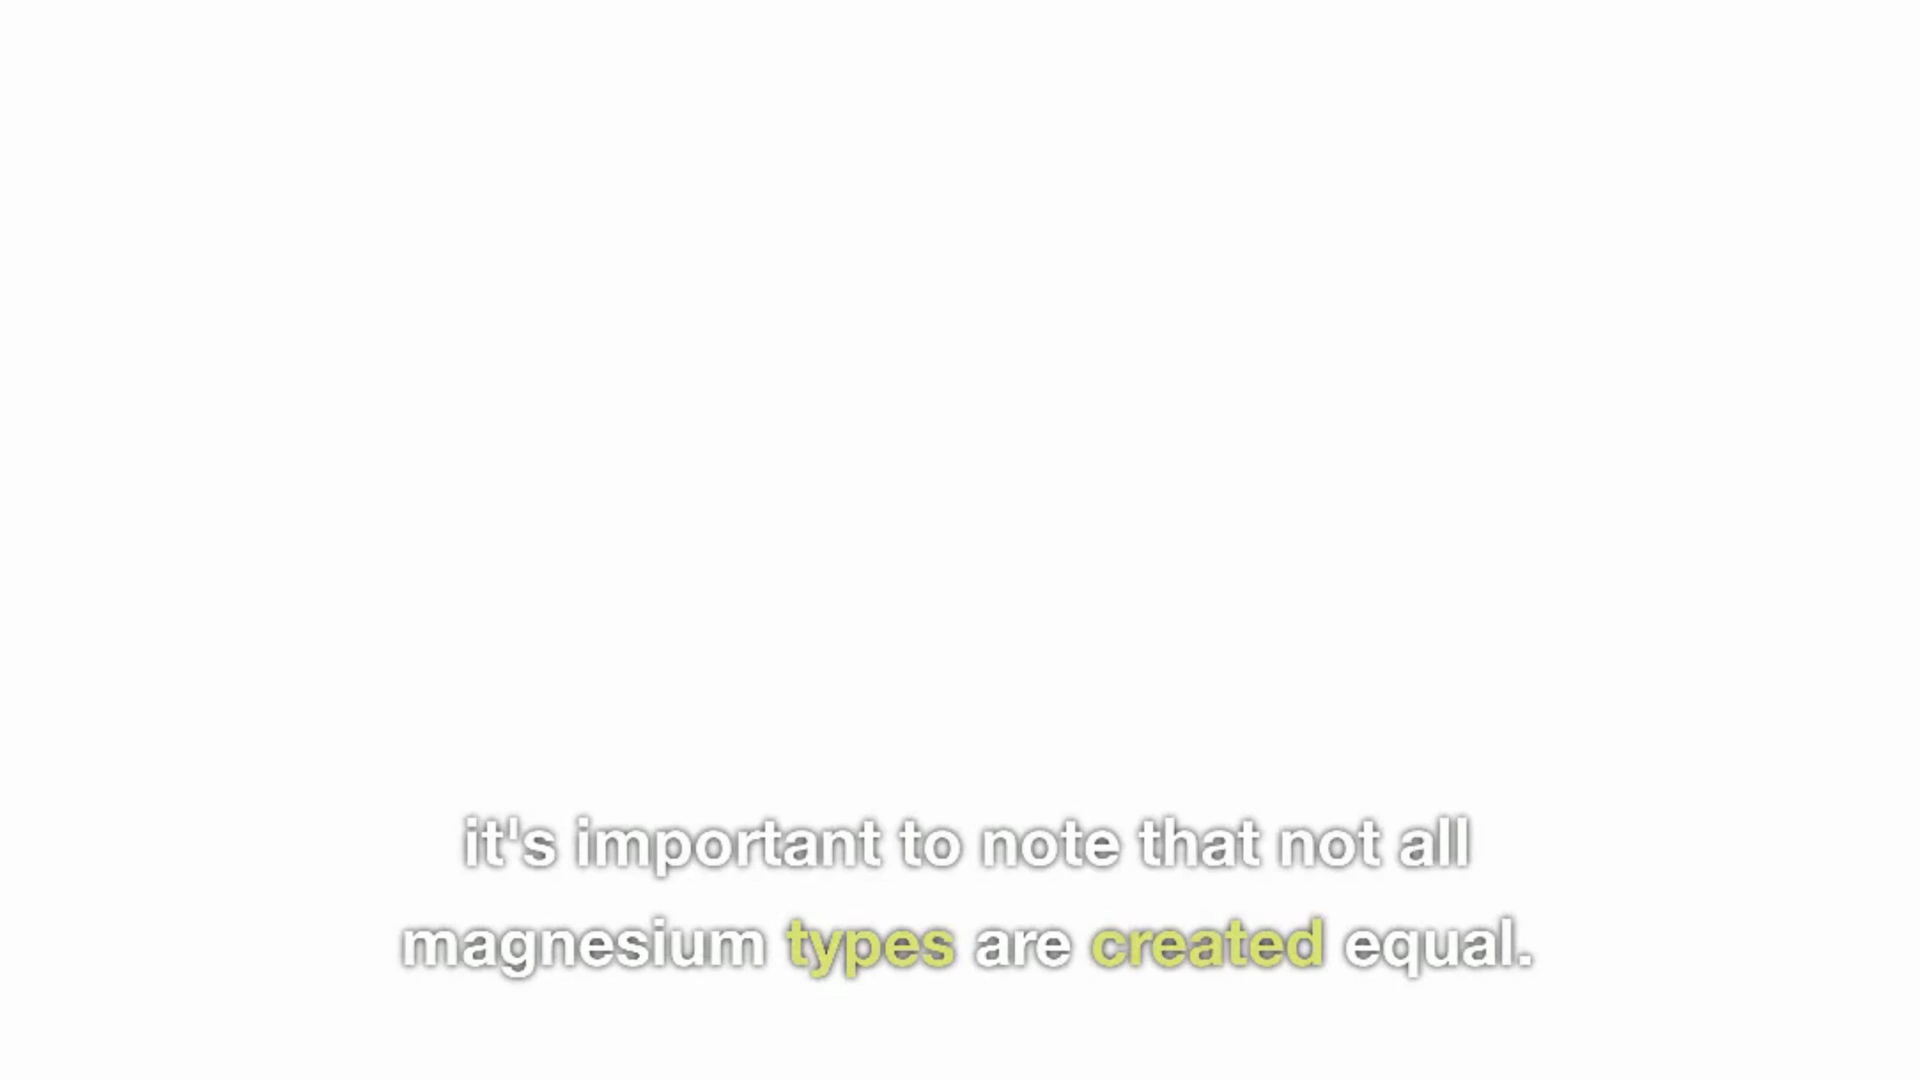 it's important to note that not all
magnesium types are created equal.